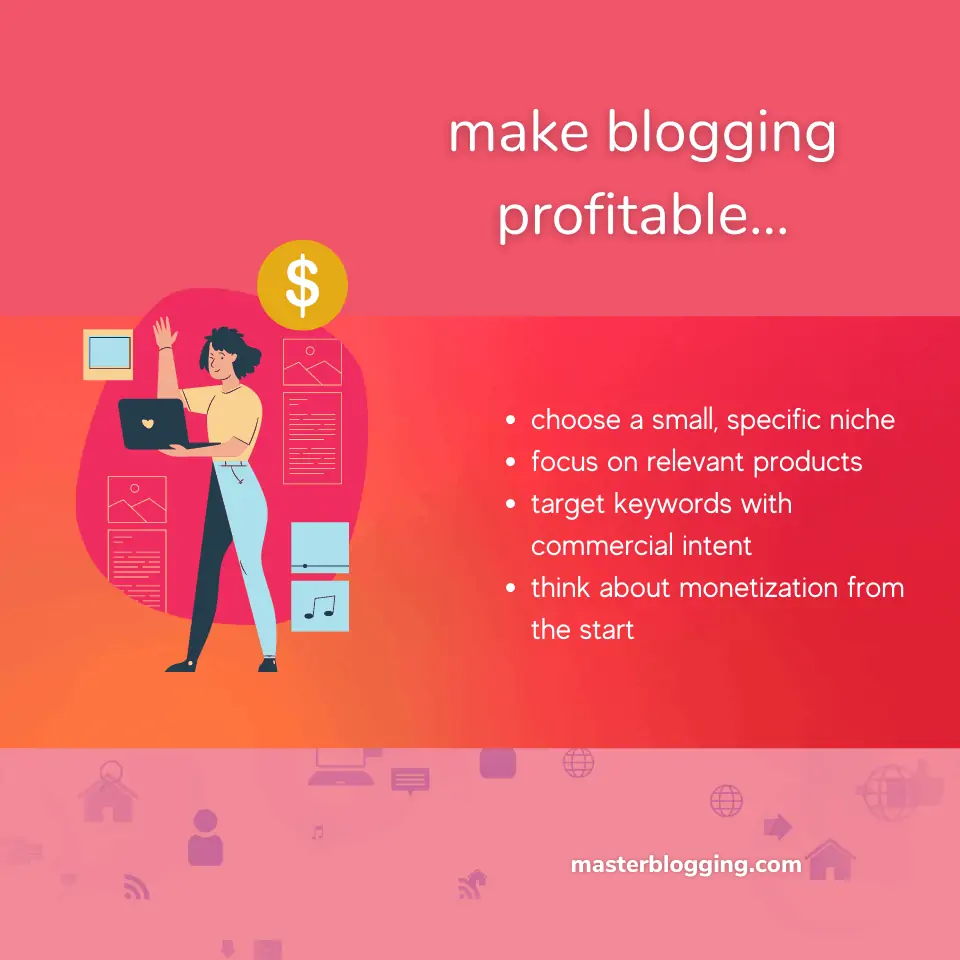 make blogging
profitable...
$
• choose a small, specific niche
• focus on relevant products
• target keywords with
commercial intent
• think about monetization from
the start
masterblogging.com